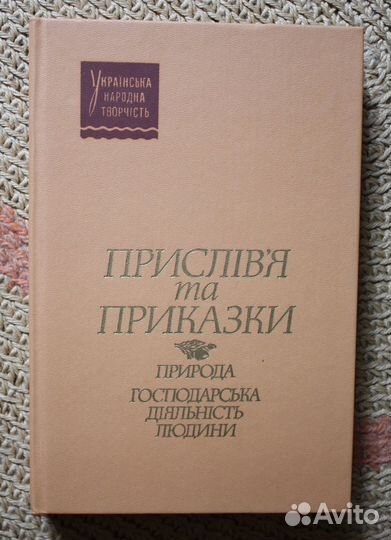 УКРАЇНСЬКА
НАРОДНА
ТВОРЧІСТЬ
ПРИСЛІВ'Я
та
ПРИКАЗКИ
ПРИРОДА
ГОСПОДАРСЬКА
ДІЯЛЬНІСТЬ
ЛЮДИНИ
Avito